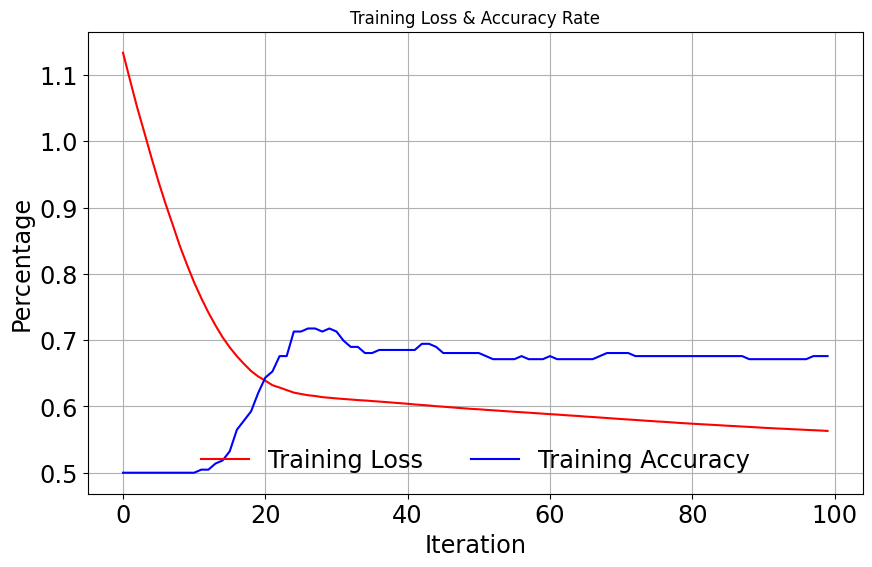 Training Loss & Accuracy Rate
Percentage
1.1
1.0
0.9
0.8
0.7
0.6
0.5
Training Loss Training Accuracy
0 20 40 60 80 100
Iteration